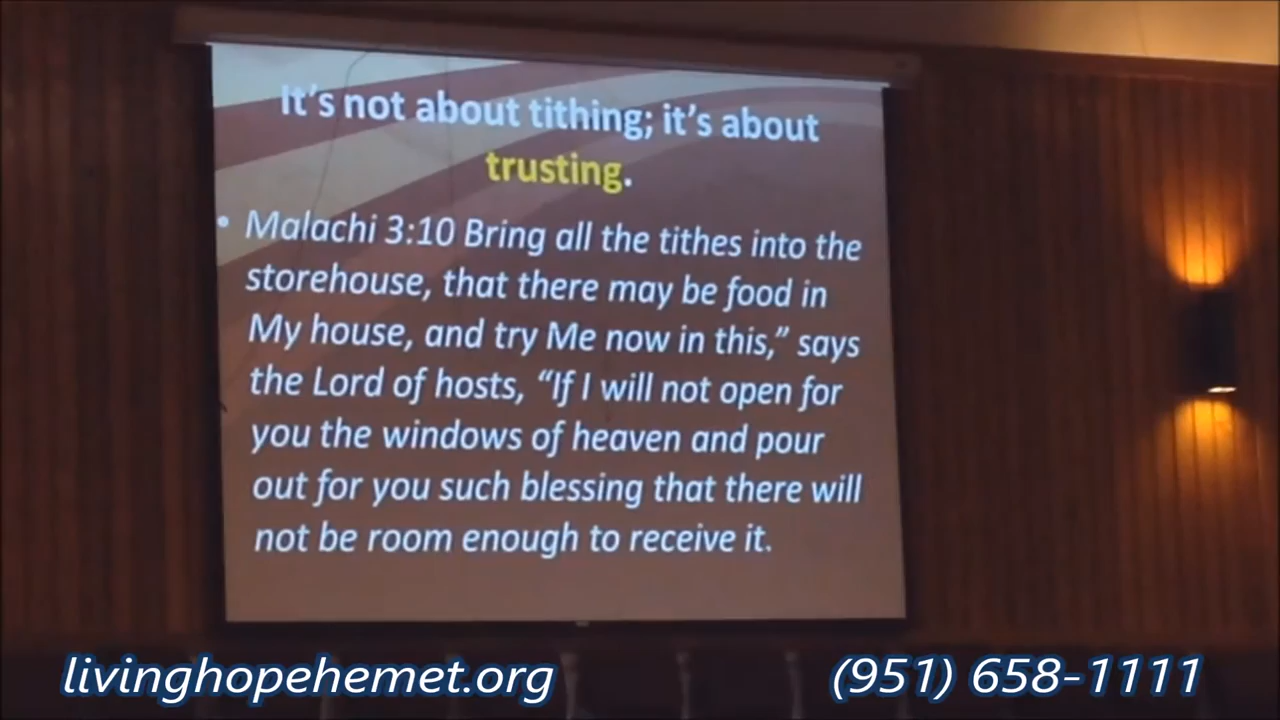 It's not about tithing; it's about
trusting.
• Malachi 3:10 Bring all the tithes into the
storehouse, that there may be food in
My house, and try Me now in this,” says
the Lord of hosts, “If I will not open for
you the windows of heaven and pour
out for you such blessing that there will
not be room enough to receive it.
livinghopehemet.org
(951) 658-1111